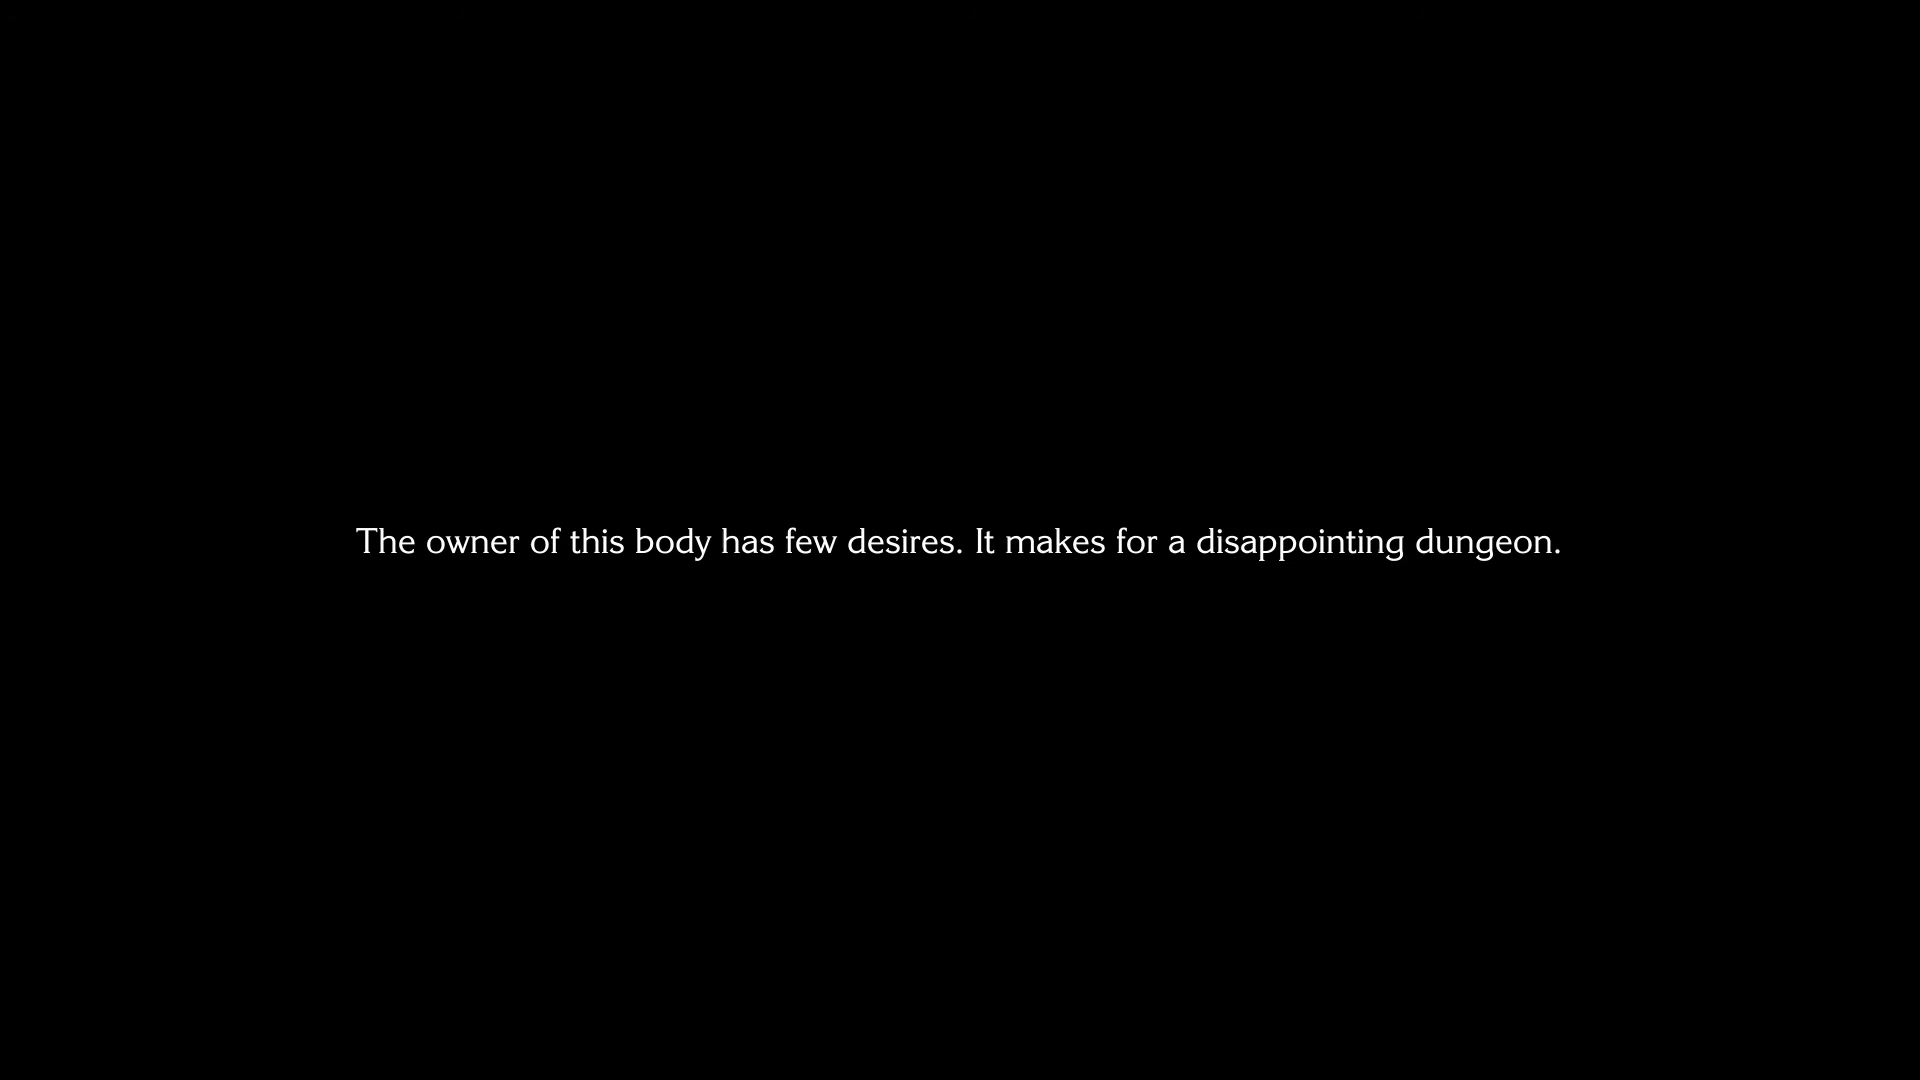 The owner of this body has few desires. It makes for a disappointing dungeon.